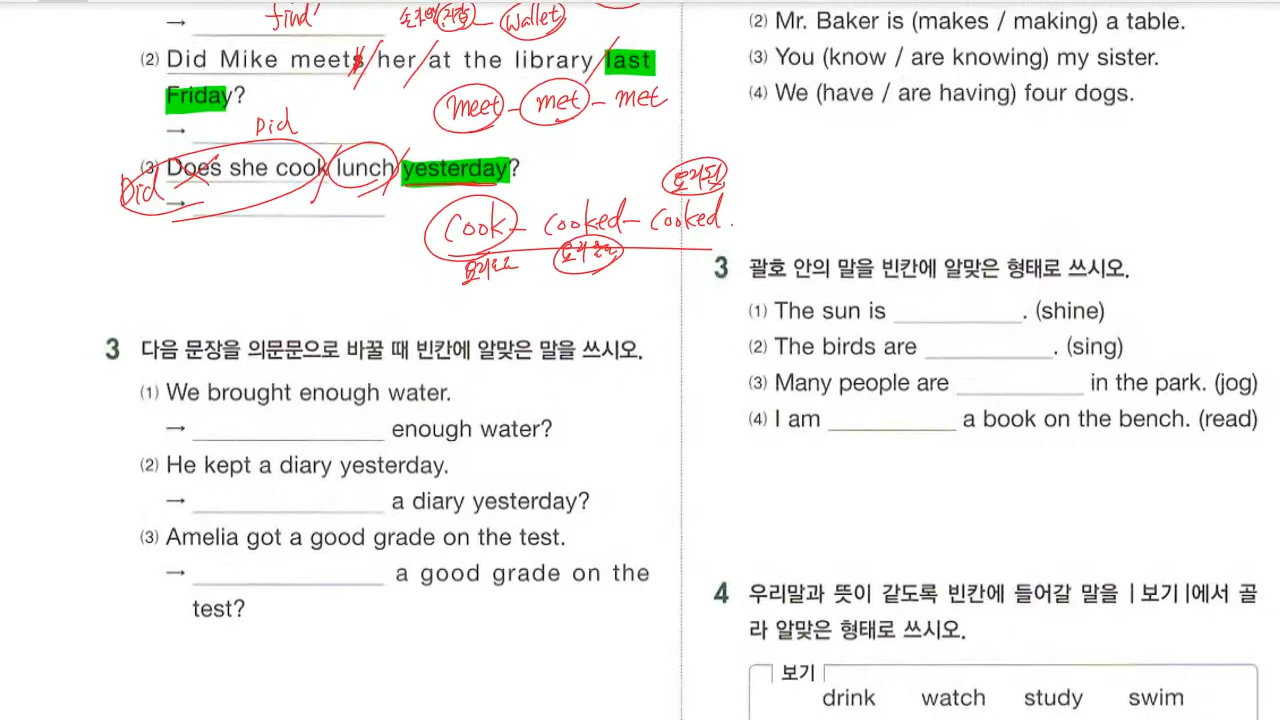 find
wallet
→
(2) Did Mike meets her at the library last
Friday?
meet - met - met
→
Did
(3) Does she cook lunch yesterday?
Did
→
cook - cooked - cooked.
3 다음 문장을 의문문으로 바꿀 때 빈칸에 알맞은 말을 쓰시오.
(1) We brought enough water.
→ ____________ enough water?
(2) He kept a diary yesterday.
→ ____________ a diary yesterday?
(3) Amelia got a good grade on the test.
→ ____________ a good grade on the
test?
(2) Mr. Baker is (makes / making) a table.
(3) You (know / are knowing) my sister.
(4) We (have / are having) four dogs.
3 괄호 안의 말을 빈칸에 알맞은 형태로 쓰시오.
(1) The sun is ________. (shine)
(2) The birds are ________. (sing)
(3) Many people are ________ in the park. (jog)
(4) I am ________ a book on the bench. (read)
4 우리말과 뜻이 같도록 빈칸에 들어갈 말을 |보기|에서 골
라 알맞은 형태로 쓰시오.
보기
drink watch study swim